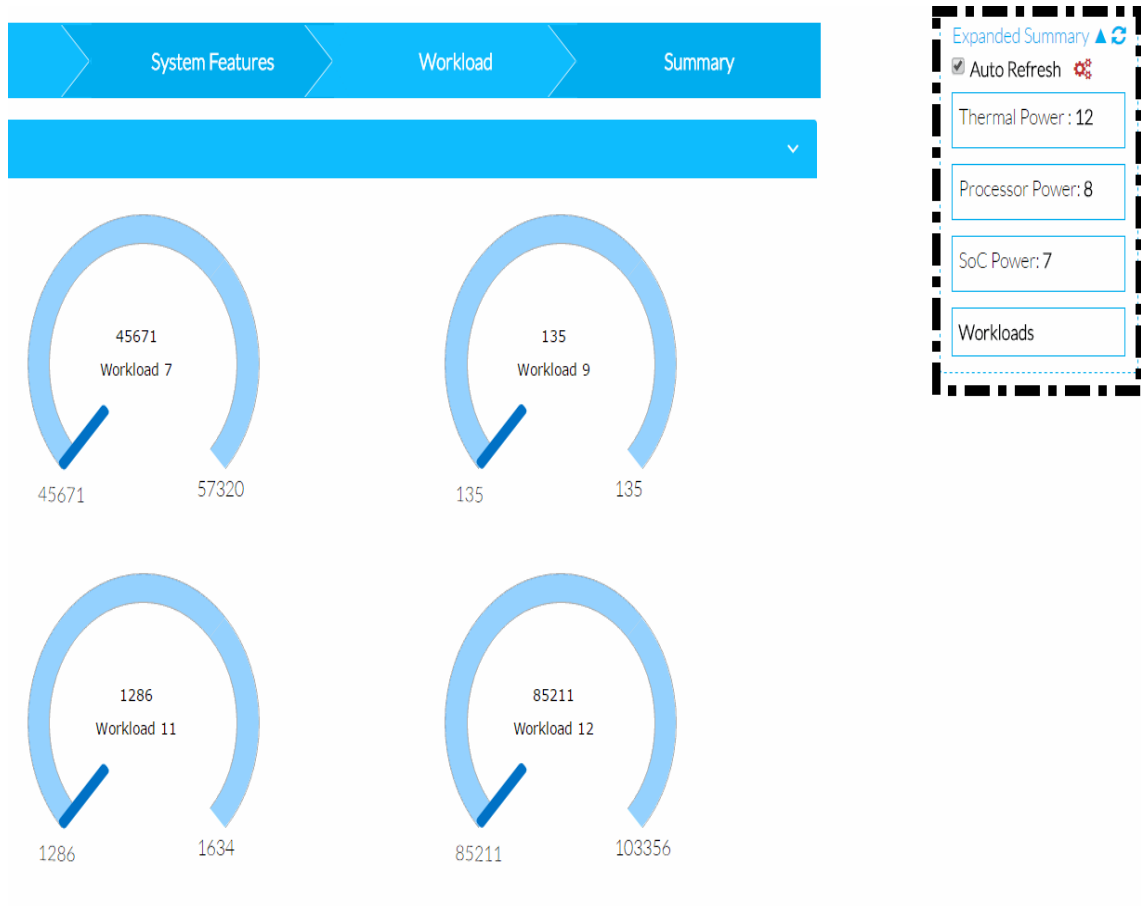 System Features
Workload
Summary
45671
Workload 7
45671
57320
135
Workload 9
135
135
1286
Workload 11
1286
1634
85211
Workload 12
85211
103356
Expanded Summary
Auto Refresh
Thermal Power : 12
Processor Power: 8
SoC Power: 7
Workloads